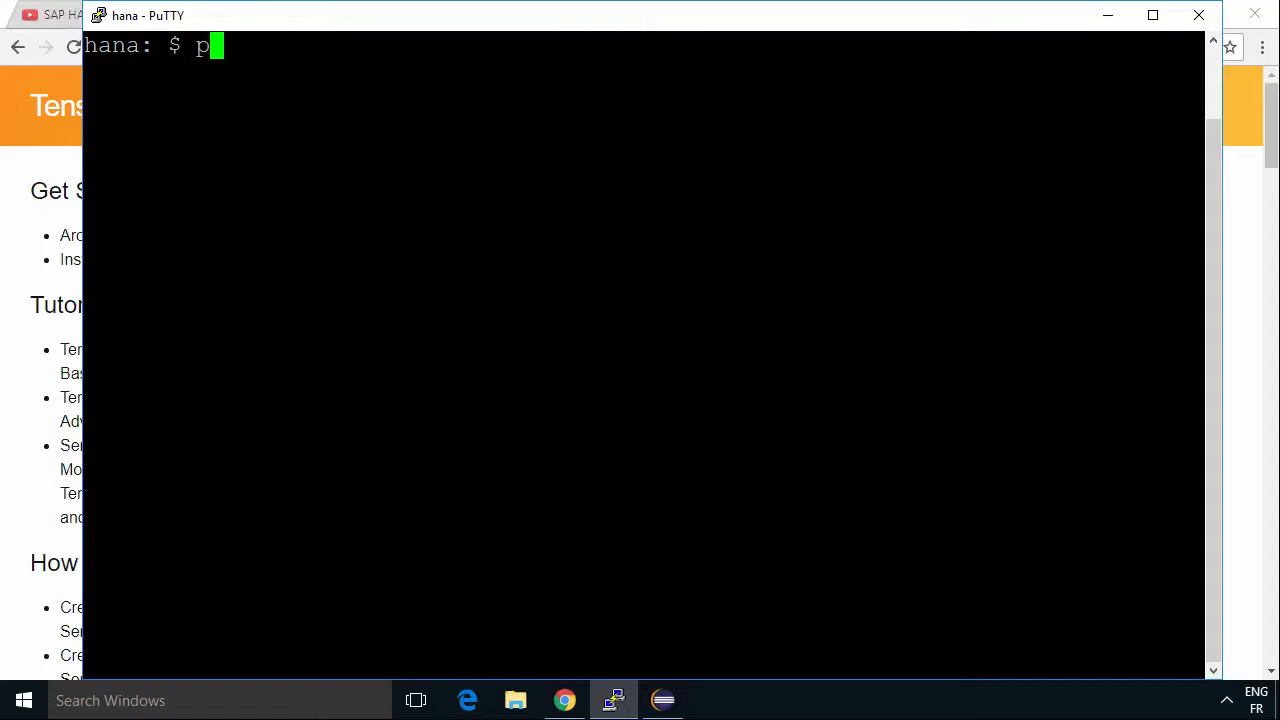 SAP HA
hana - PuTTY
hana: $ p
Tens
Get S
Arc
Ins
Tutor
Ter
Bas
Ter
Adv
Ser
Mo
Ter
and
How
Cre
Ser
Cre
Search Windows
ENG
FR